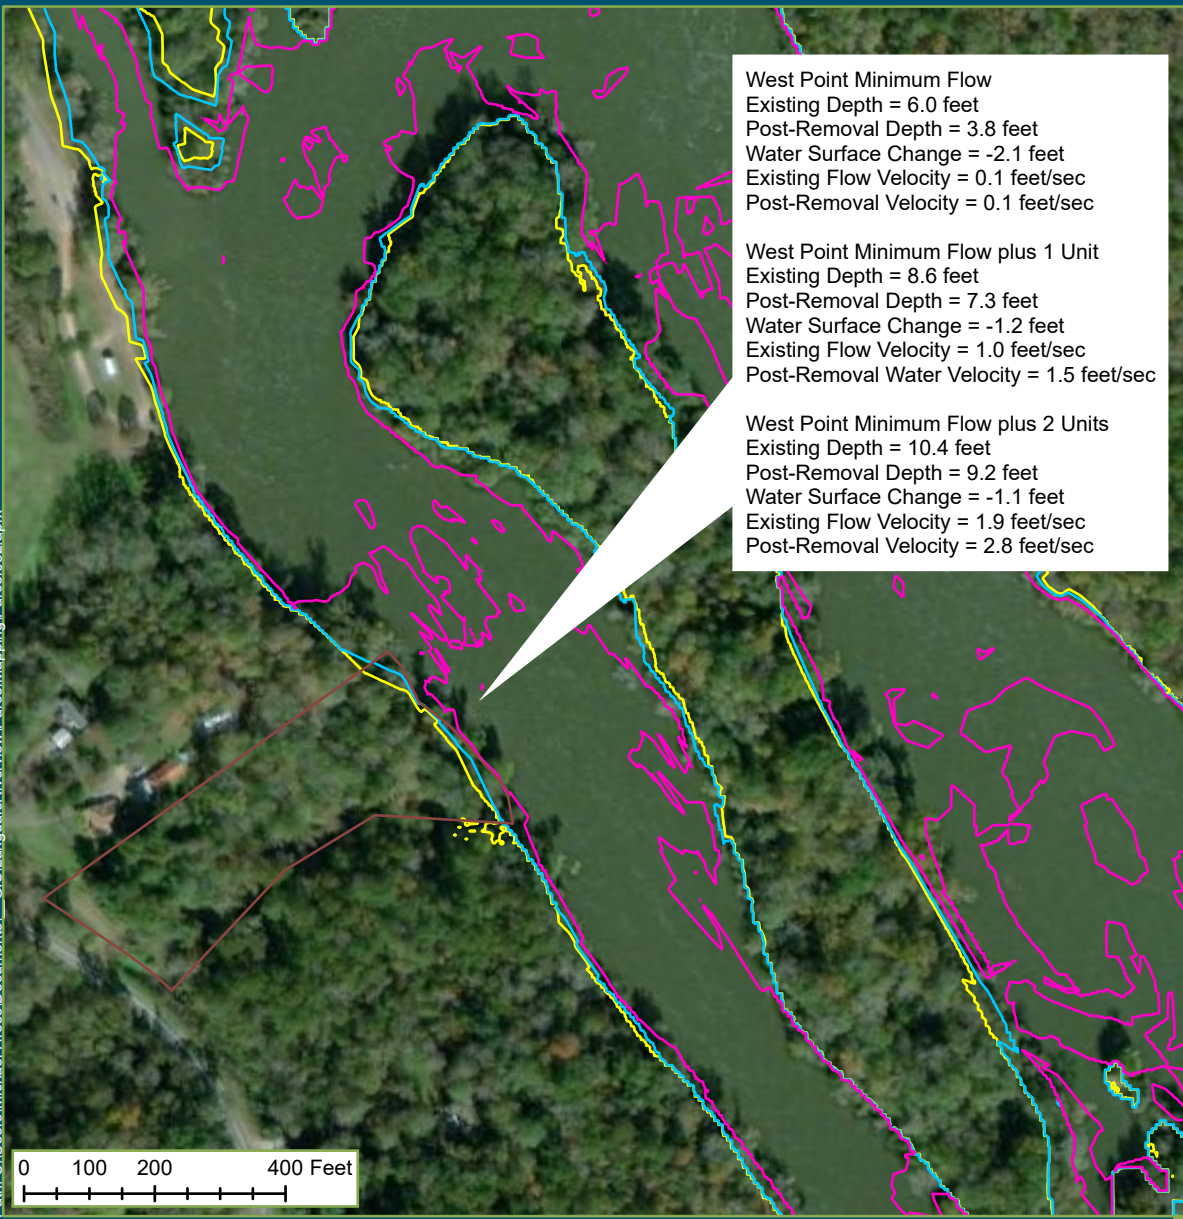 West Point Minimum Flow
Existing Depth = 6.0 feet
Post-Removal Depth = 3.8 feet
Water Surface Change = -2.1 feet
Existing Flow Velocity = 0.1 feet/sec
Post-Removal Velocity = 0.1 feet/sec
West Point Minimum Flow plus 1 Unit
Existing Depth = 8.6 feet
Post-Removal Depth = 7.3 feet
Water Surface Change = -1.2 feet
Existing Flow Velocity = 1.0 feet/sec
Post-Removal Water Velocity = 1.5 feet/sec
West Point Minimum Flow plus 2 Units
Existing Depth = 10.4 feet
Post-Removal Depth = 9.2 feet
Water Surface Change = -1.1 feet
Existing Flow Velocity = 1.9 feet/sec
Post-Removal Velocity = 2.8 feet/sec
0 100 200 400 Feet